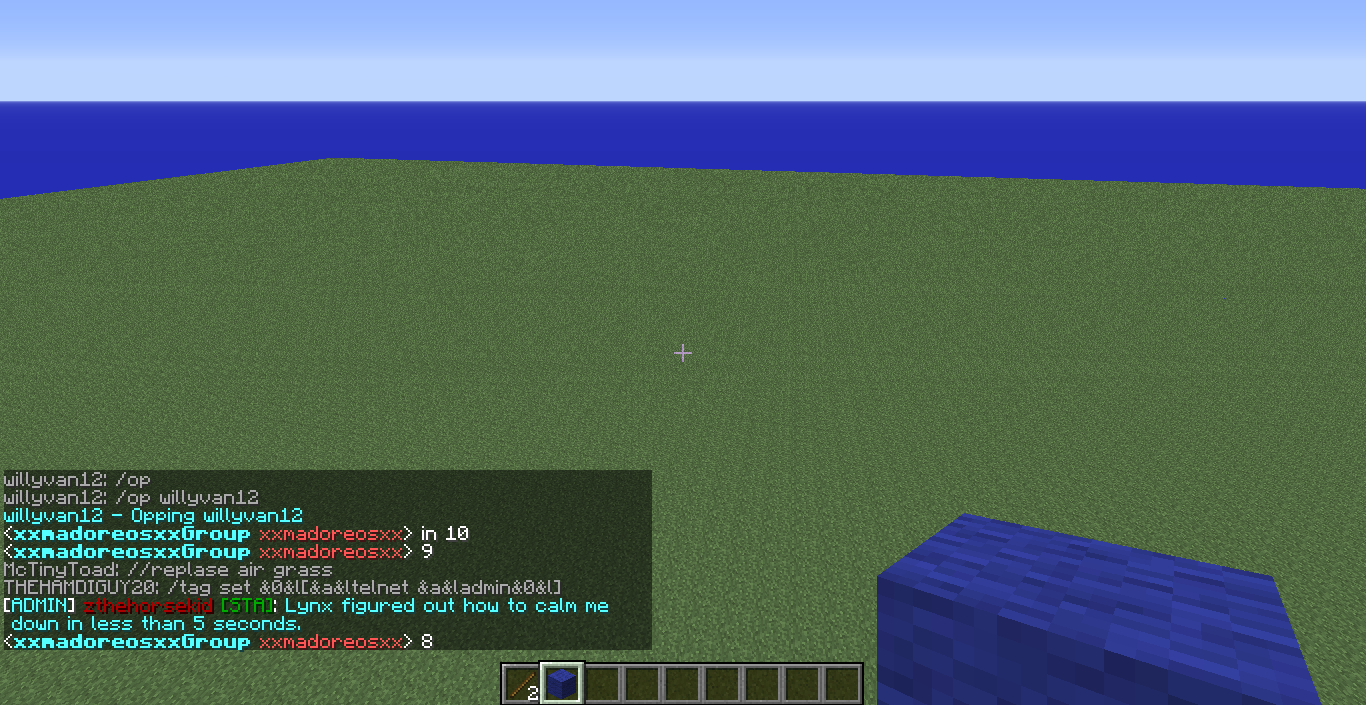 willyvan12: /op
willyvan12: /op willyvan12
willyvan12 - Opping willyvan12
<xxmadoreosxxGroup xxmadoreosxx> in 10
<xxmadoreosxxGroup xxmadoreosxx> 9
McTinyToad: //replase air grass
THEHAMDIGUY20: /tag set &0&l[&a&ltelnet &a&ladmin&0&l]
[ADMIN] zthehorsekid [STA]: Lynx figured out how to calm me
down in less than 5 seconds.
<xxmadoreosxxGroup xxmadoreosxx> 8
2